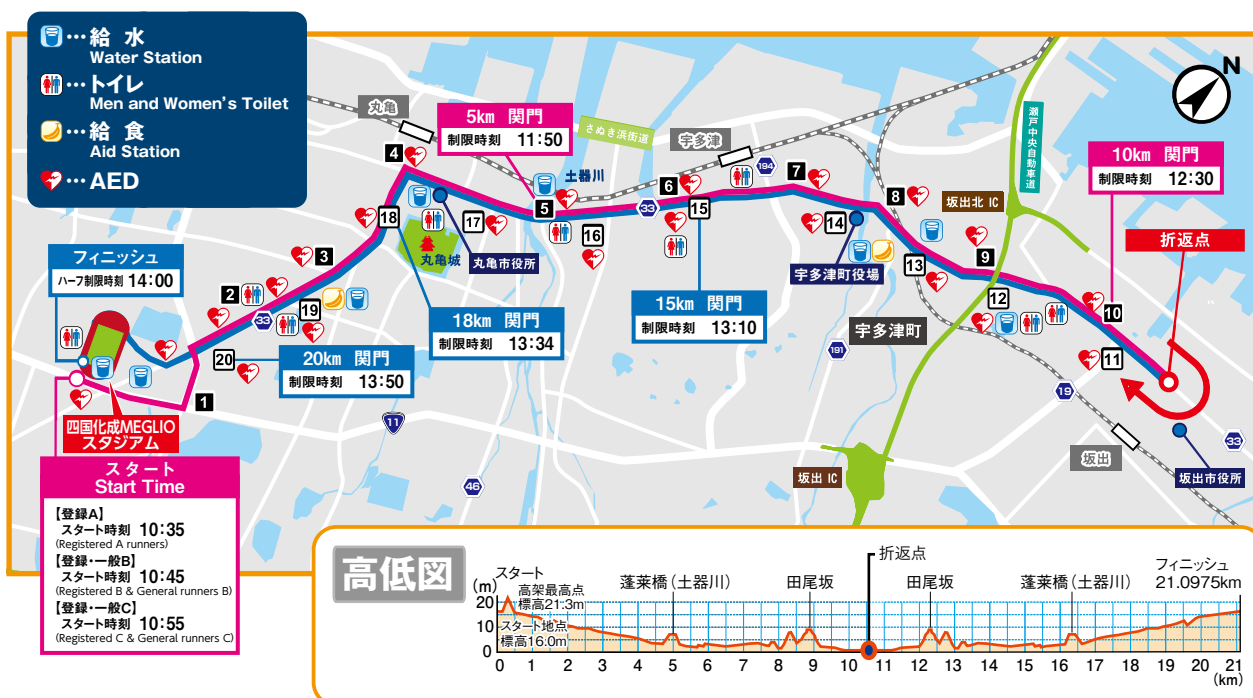 …給 水
Water Station
…トイレ
Men and Women's Toilet
…給 食
Aid Station
…AED
N
丸亀
5km 関門
制限時刻 11:50
さぬき浜街道
宇多津
瀬戸中央自動車道
10km 関門
制限時刻 12:30
土器川
194
坂出北 IC
折返点
4
5
6
7
8
9
10
33
18
17
16
15
14
13
12
11
丸亀城
丸亀市役所
宇多津町役場
フィニッシュ
ハーフ制限時刻 14:00
3
2
33
19
20
1
18km 関門
制限時刻 13:34
15km 関門
制限時刻 13:10
宇多津町
191
20km 関門
制限時刻 13:50
四国化成MEGLIO
スタジアム
11
46
19
33
坂出
坂出市役所
坂出 IC
スタート
Start Time
【登録A】
スタート時刻 10:35
(Registered A runners)
【登録・一般B】
スタート時刻 10:45
(Registered B & General runners B)
【登録・一般C】
スタート時刻 10:55
(Registered C & General runners C)
高低図
折返点
(m)
スタート
高架最高点
標高21.3m
スタート地点
標高16.0m
蓬莱橋(土器川)
田尾坂
田尾坂
蓬莱橋(土器川)
フィニッシュ
21.0975km
20
10
0
0 1 2 3 4 5 6 7 8 9 10 11 12 13 14 15 16 17 18 19 20 21
(km)